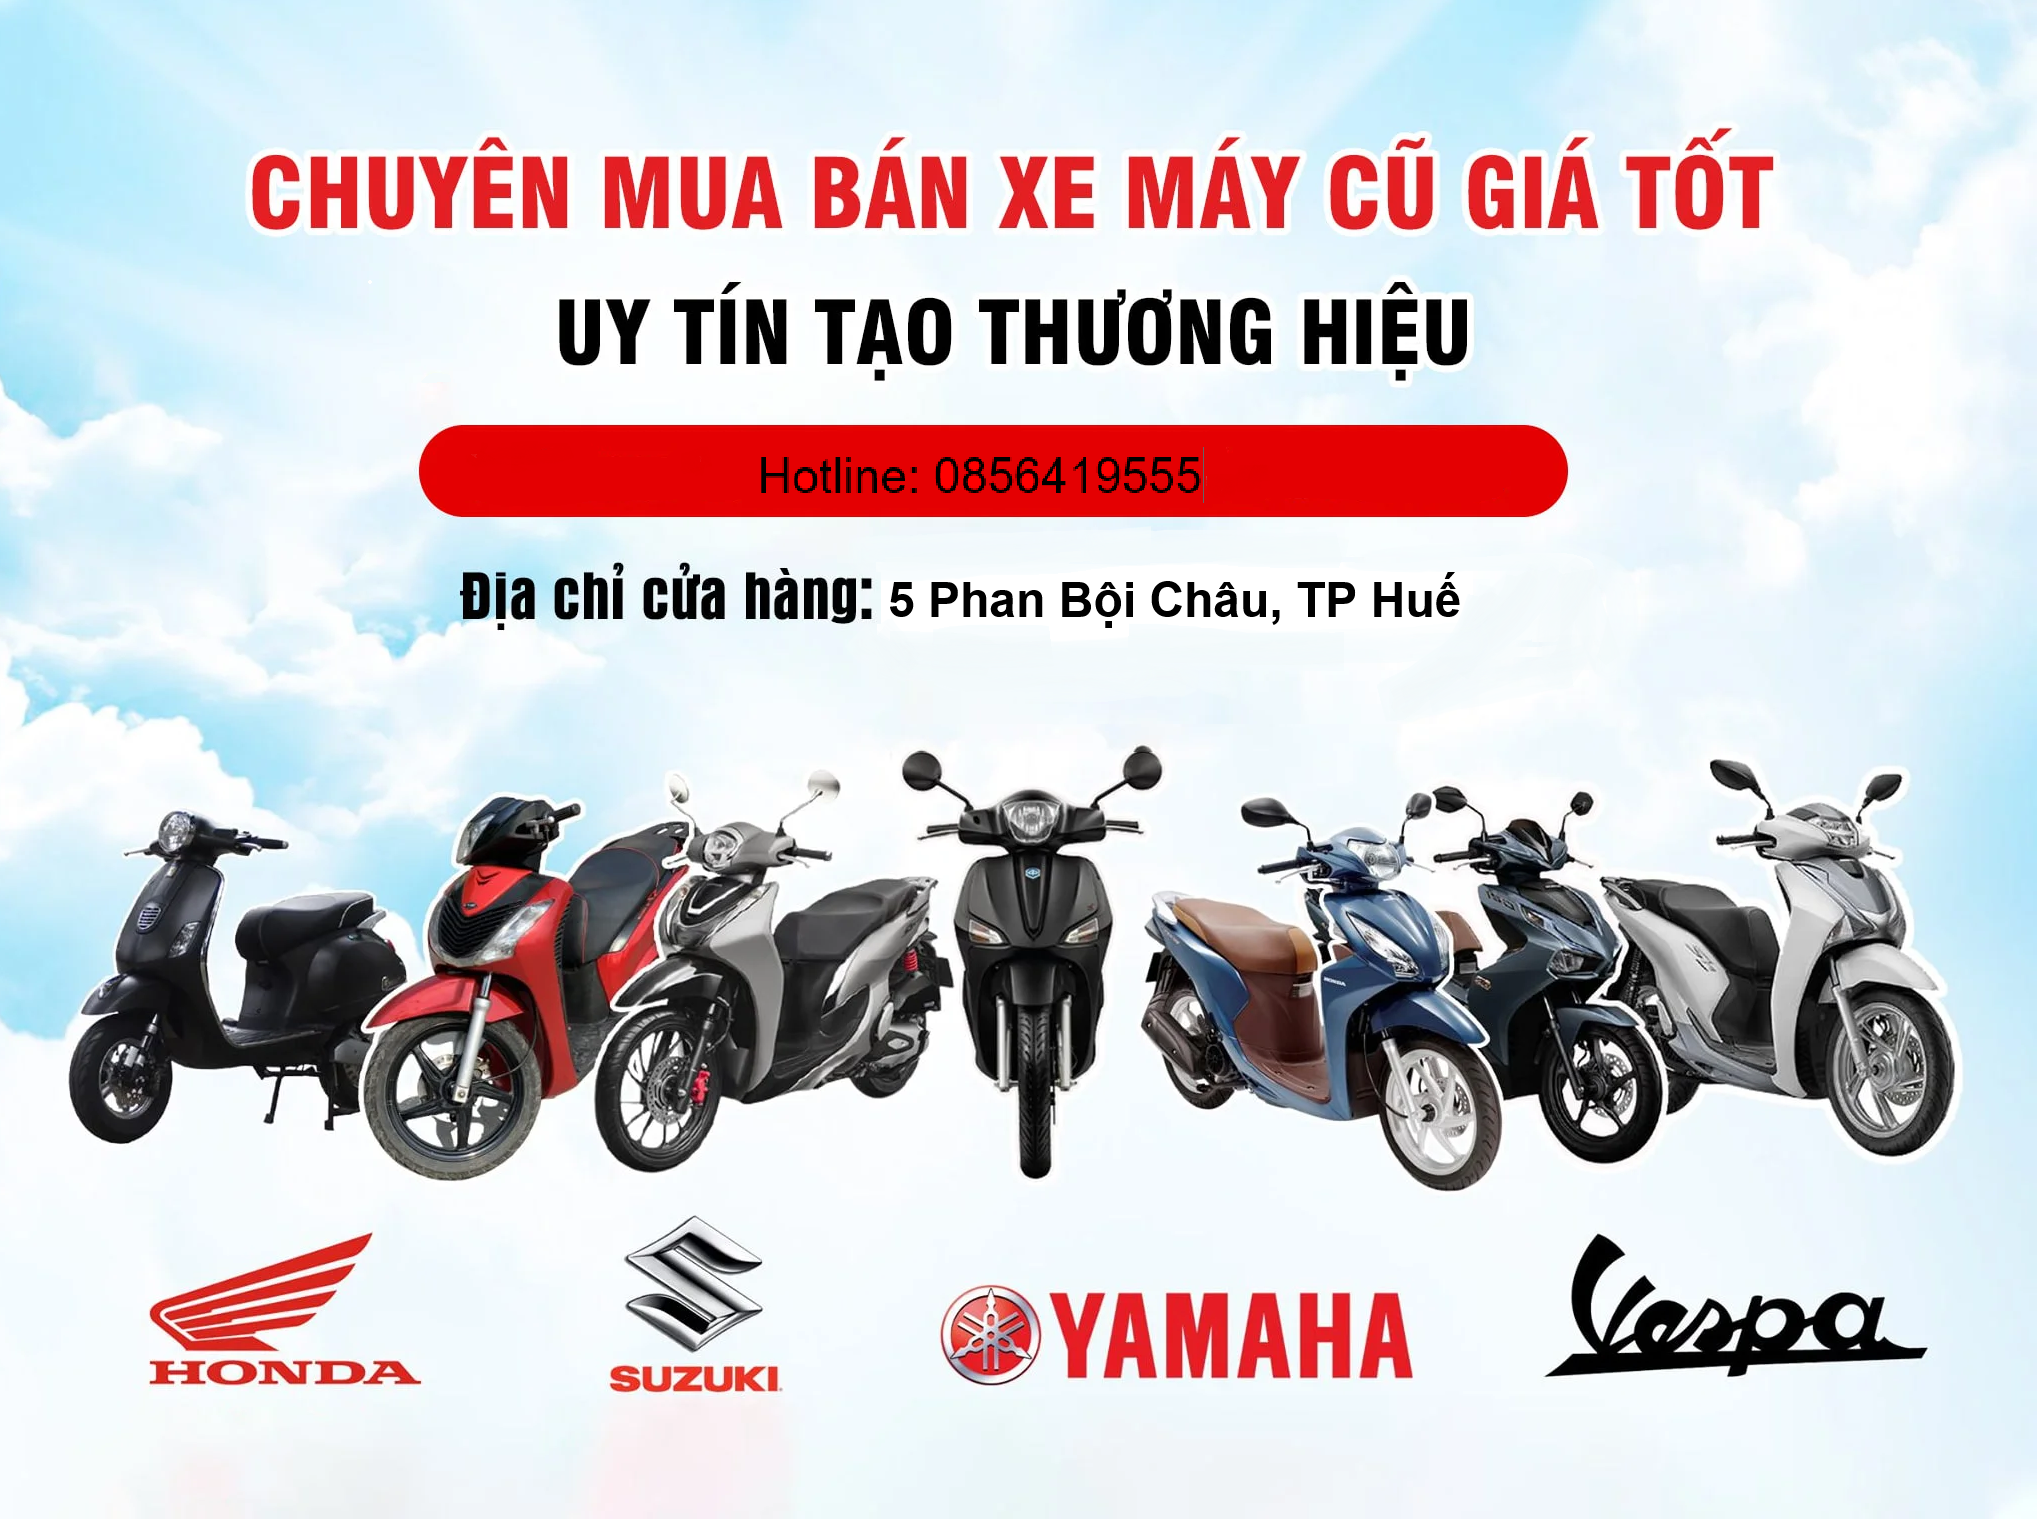 CHUYÊN MUA BÁN XE MÁY CŨ GIÁ TỐT
UY TÍN TẠO THƯƠNG HIỆU
Hotline: 0856419555
Địa chỉ cửa hàng: 5 Phan Bội Châu, TP Huế
HONDA
HONDA
SUZUKI
YAMAHA
Vespa